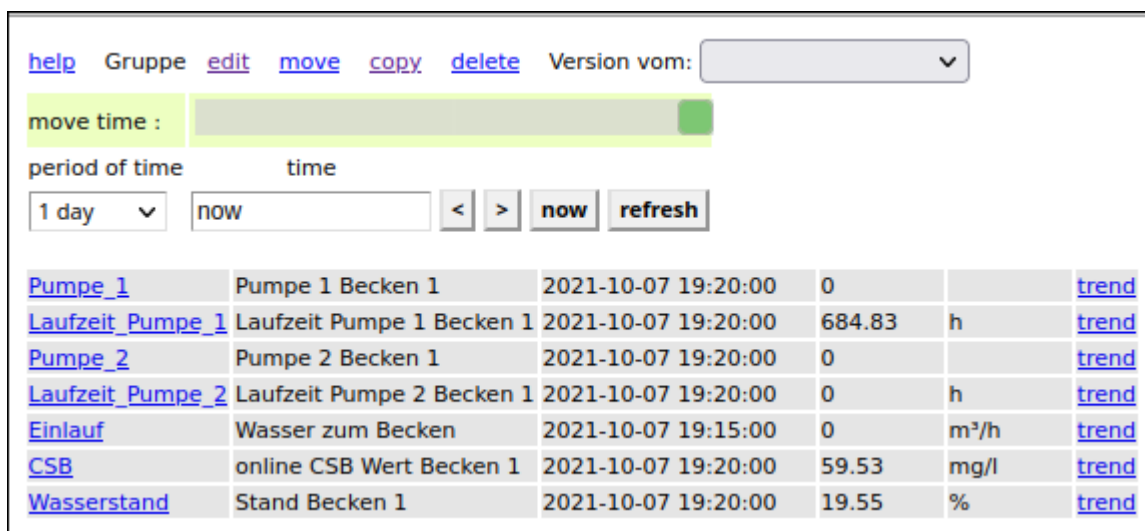 help Gruppe edit move copy delete Version vom:
move time :
period of time time
1 day now < > now refresh
Pumpe_1 Pumpe 1 Becken 1 2021-10-07 19:20:00 0 trend
Laufzeit_Pumpe_1 Laufzeit Pumpe 1 Becken 1 2021-10-07 19:20:00 684.83 h trend
Pumpe_2 Pumpe 2 Becken 1 2021-10-07 19:20:00 0 trend
Laufzeit_Pumpe_2 Laufzeit Pumpe 2 Becken 1 2021-10-07 19:20:00 0 h trend
Einlauf Wasser zum Becken 2021-10-07 19:15:00 0 m³/h trend
CSB online CSB Wert Becken 1 2021-10-07 19:20:00 59.53 mg/l trend
Wasserstand Stand Becken 1 2021-10-07 19:20:00 19.55 % trend